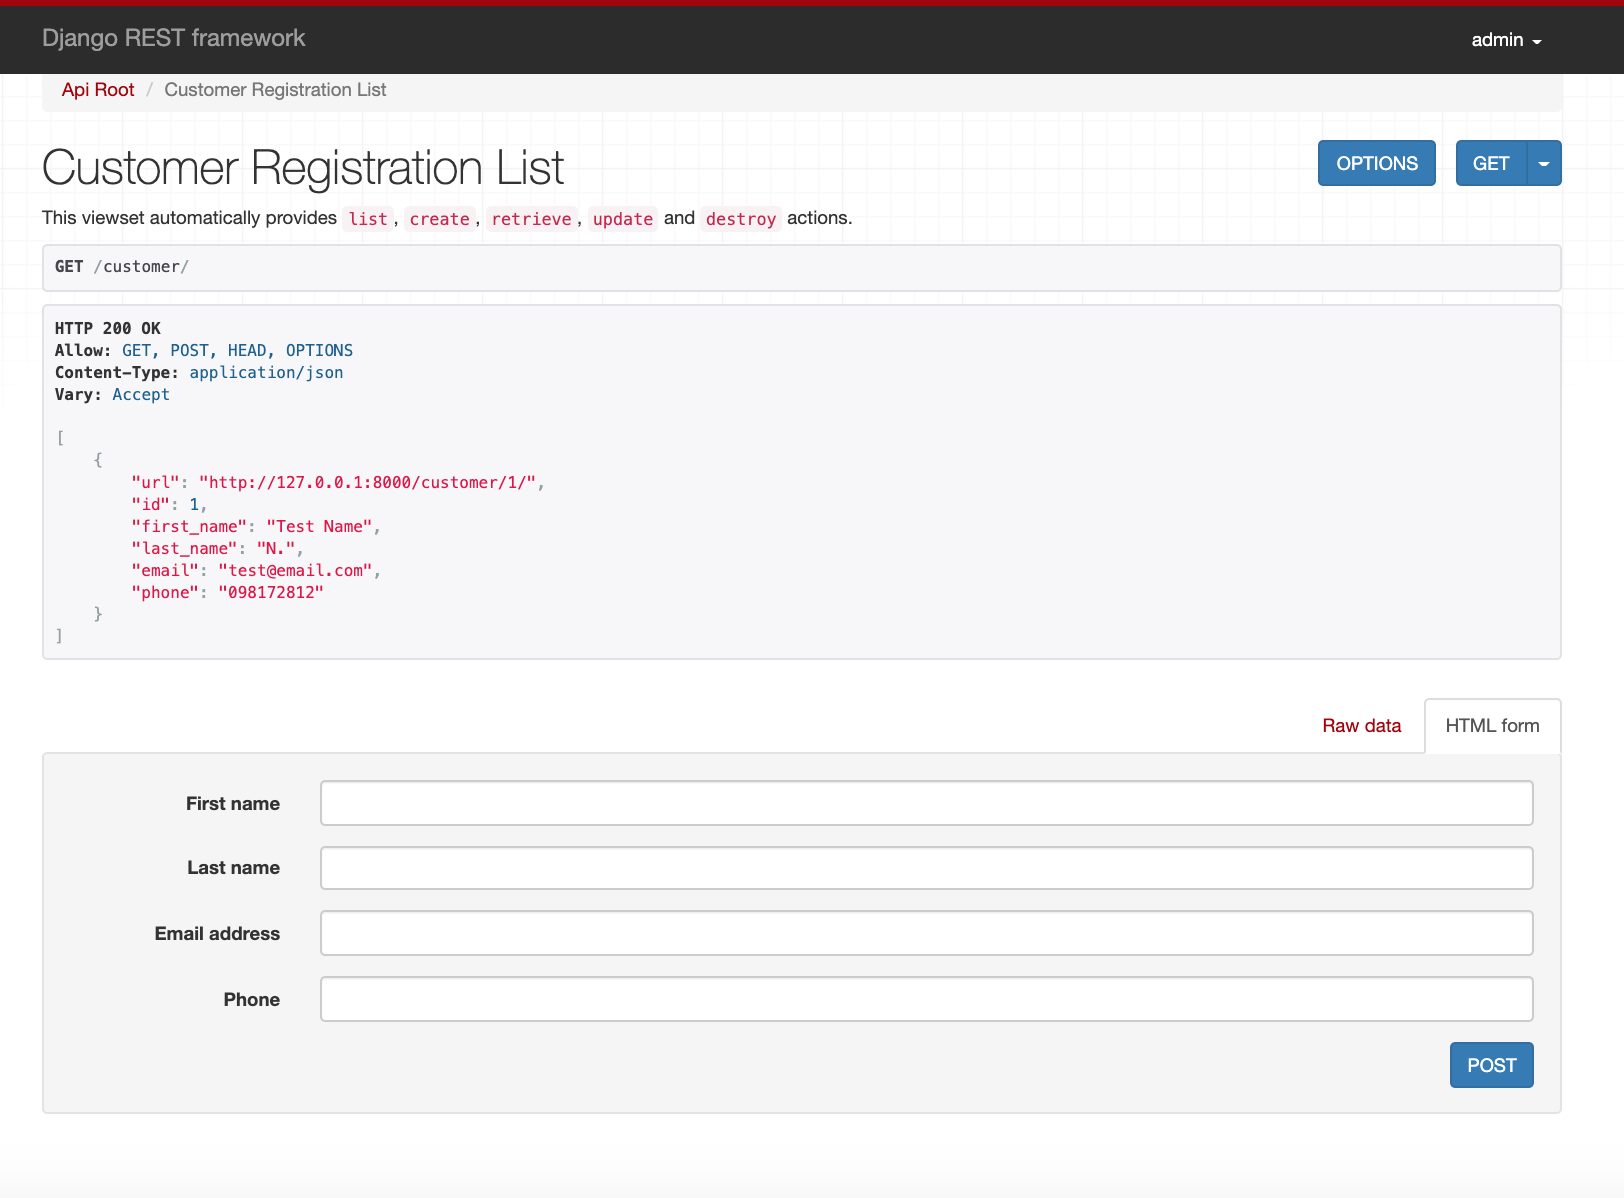 Django REST framework
admin
Api Root / Customer Registration List
Customer Registration List
OPTIONS
GET
This viewset automatically provides list, create, retrieve, update and destroy actions.
GET /customer/
HTTP 200 OK
Allow: GET, POST, HEAD, OPTIONS
Content-Type: application/json
Vary: Accept
[
    {
        "url": "http://127.0.0.1:8000/customer/1/",
        "id": 1,
        "first_name": "Test Name",
        "last_name": "N.",
        "email": "test@email.com",
        "phone": "098172812"
    }
]
Raw data
HTML form
First name
Last name
Email address
Phone
POST